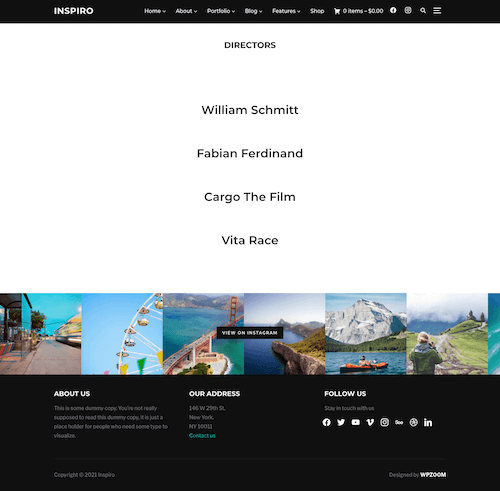 INSPIRO
Home About Portfolio Blog Features Shop 0 items – $0.00
DIRECTORS
William Schmitt
Fabian Ferdinand
Cargo The Film
Vita Race
VIEW ON INSTAGRAM
ABOUT US
This is some dummy copy. You're not really
supposed to read this dummy copy, it is just a
place holder for people who need some type to
visualize.
OUR ADDRESS
146 W 29th St,
New York,
NY 10011
Contact us
FOLLOW US
Stay in touch with us
500
in
Copyright © 2021 Inspiro
Designed by WPZOOM